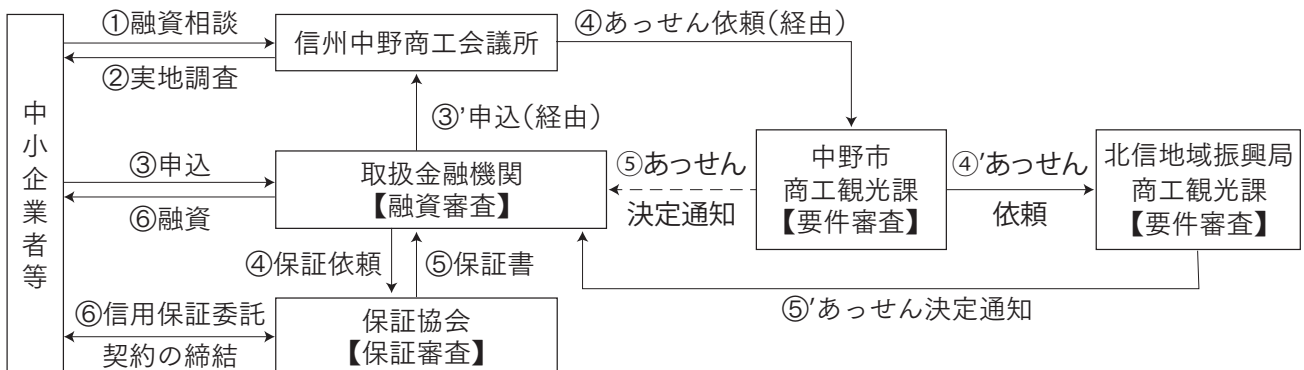 ①融資相談
信州中野商工会議所
④あっせん依頼(経由)
②実地調査
③’申込(経由)
中小企業者等
③申込
取扱金融機関
【融資審査】
⑥融資
⑤あっせん
決定通知
中野市
商工観光課
【要件審査】
④’あっせん
依頼
北信地域振興局
商工観光課
【要件審査】
④保証依頼
⑤保証書
⑤’あっせん決定通知
⑥信用保証委託
契約の締結
保証協会
【保証審査】